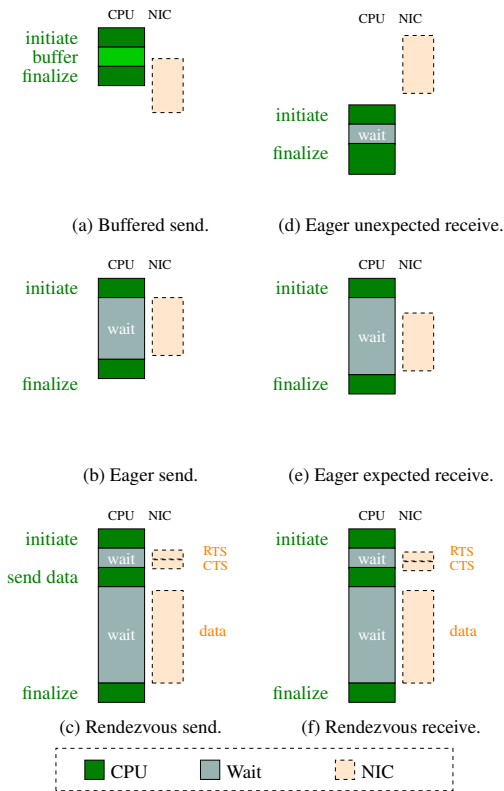 CPU NIC
initiate
buffer
finalize
(a) Buffered send.
CPU NIC
initiate
wait
finalize
(d) Eager unexpected receive.
CPU NIC
initiate
wait
finalize
(b) Eager send.
CPU NIC
initiate
wait
finalize
(e) Eager expected receive.
CPU NIC
initiate
wait
RTS
CTS
send data
wait
data
finalize
(c) Rendezvous send.
CPU NIC
initiate
wait
RTS
CTS
send data
wait
data
finalize
(f) Rendezvous receive.
CPU Wait NIC